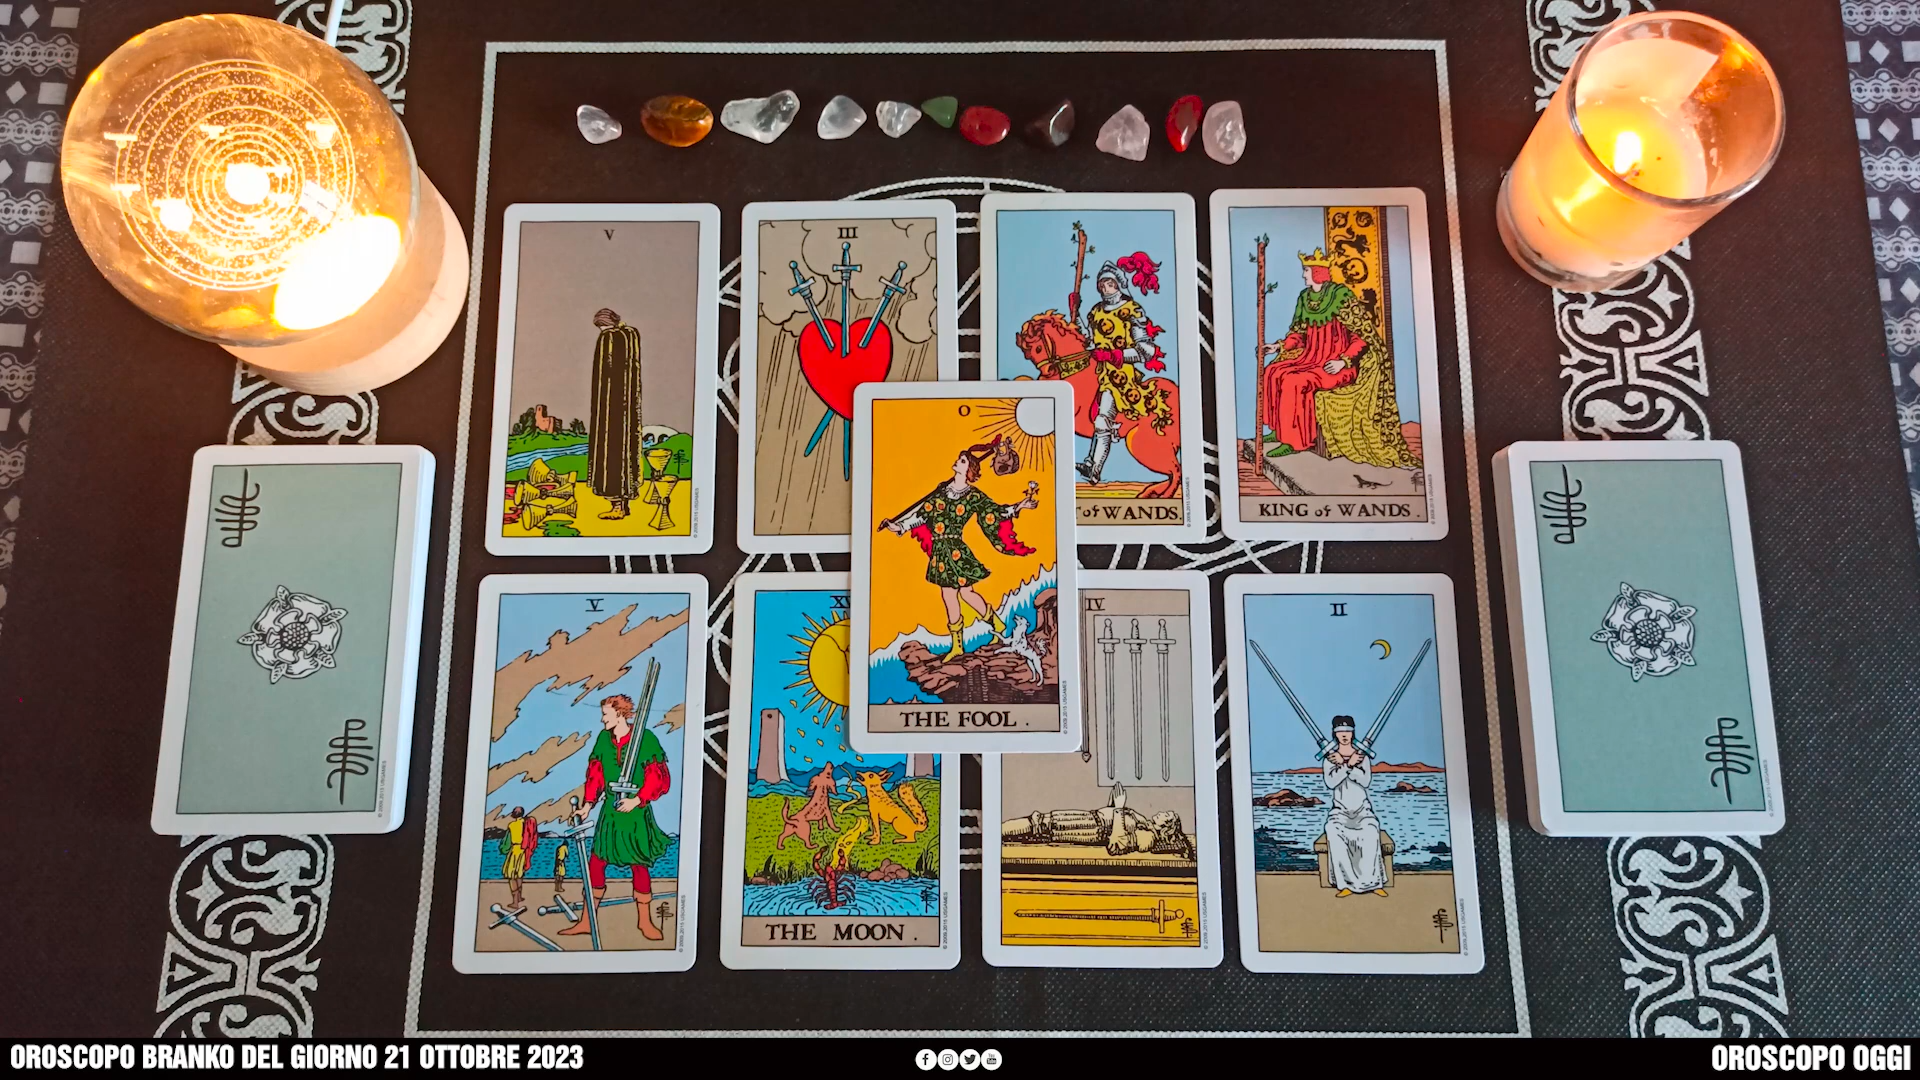 V
III
T of WANDS.
KING of WANDS.
O
THE FOOL.
V
XV
IV
II
THE MOON.
OROSCOPO BRANKO DEL GIORNO 21 OTTOBRE 2023
OROSCOPO OGGI